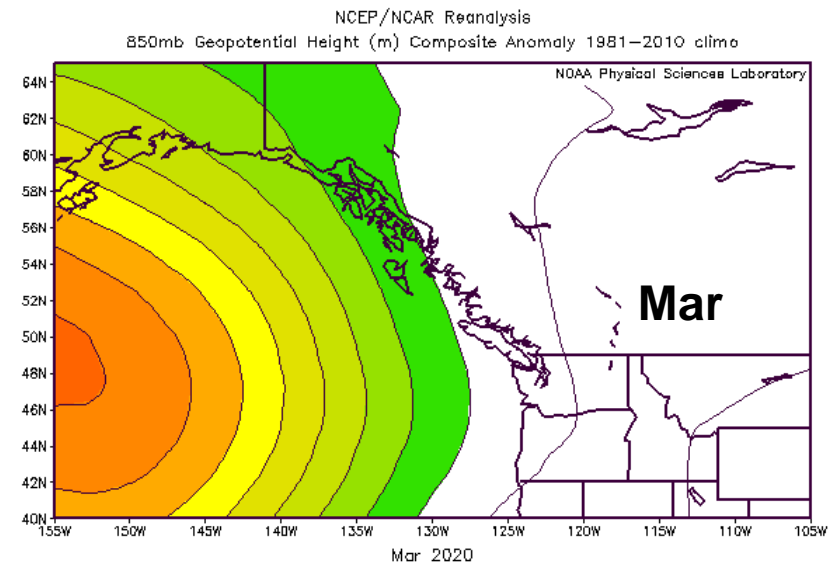 NCEP/NCAR Reanalysis
850mb Geopotential Height (m) Composite Anomaly 1981-2010 climo
NOAA Physical Sciences Laboratory
64N
62N
60N
58N
56N
54N
52N
50N
48N
46N
44N
42N
40N
Mar
155W 150W 145W 140W 135W 130W 125W 120W 115W 110W 105W
Mar 2020